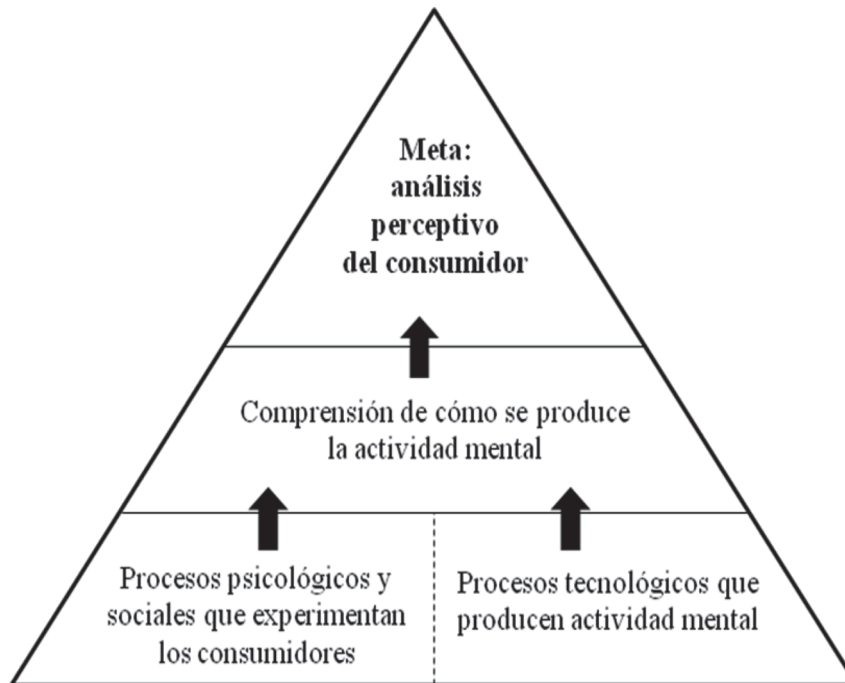 Meta:
análisis
perceptivo
del consumidor
Comprensión de cómo se produce
la actividad mental
Procesos psicológicos y
sociales que experimentan
los consumidores
Procesos tecnológicos que
producen actividad mental